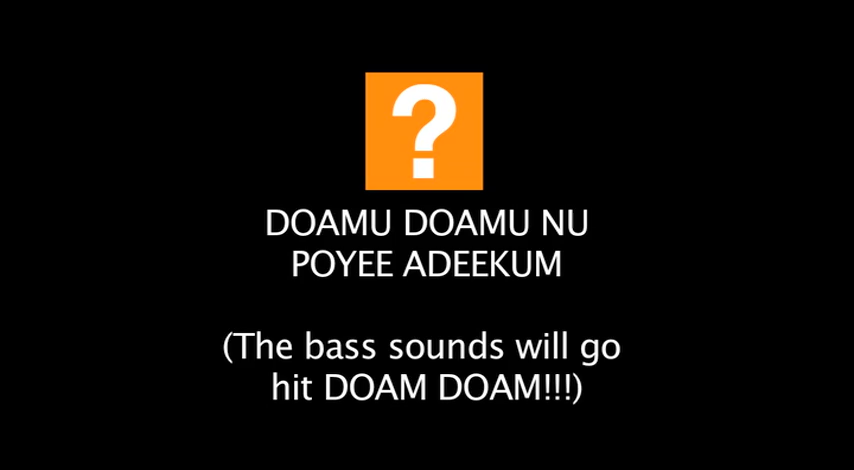 ?
DOAMU DOAMU NU
POYEE ADEEKUM
(The bass sounds will go
hit DOAM DOAM!!!)